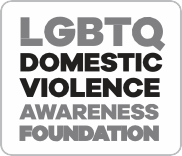 LGBTQ
DOMESTIC
VIOLENCE
AWARENESS
FOUNDATION